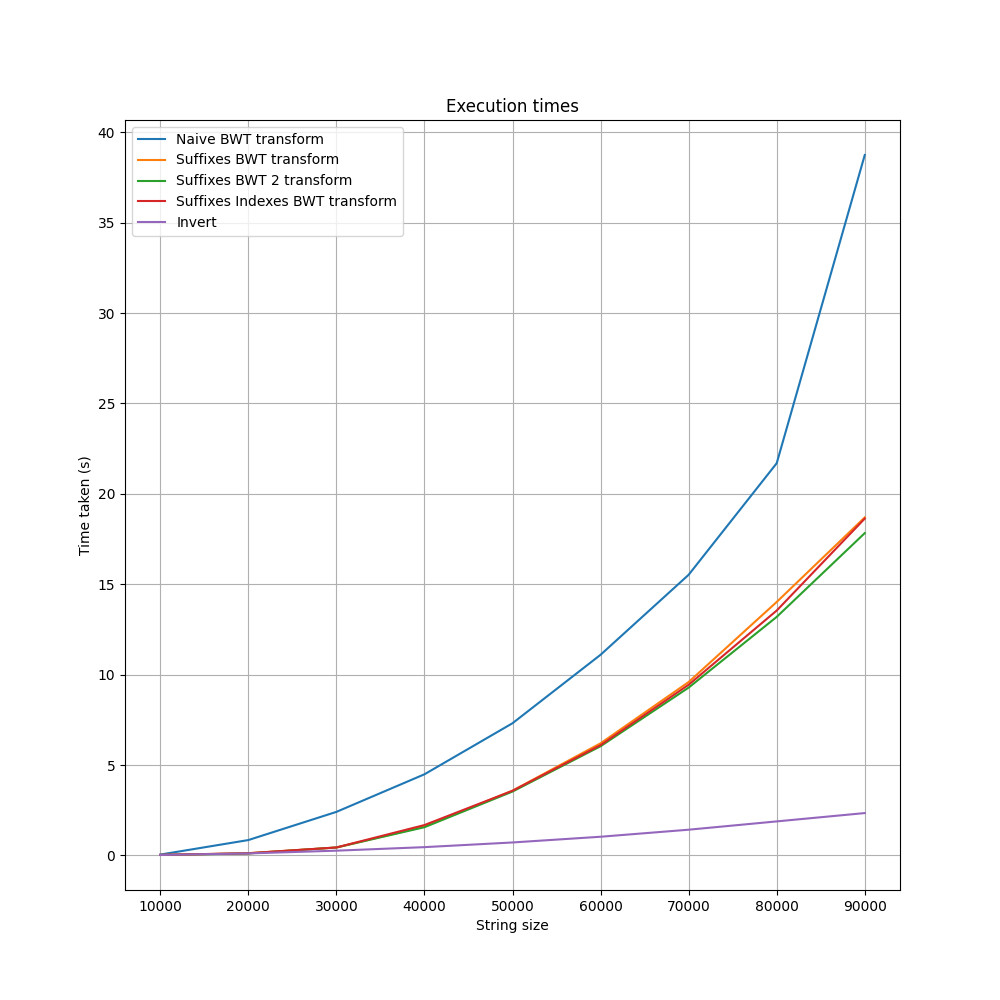 Execution times
Naive BWT transform
Suffixes BWT transform
Suffixes BWT 2 transform
Suffixes Indexes BWT transform
Invert
Time taken (s)
40
35
30
25
20
15
10
5
0
10000 20000 30000 40000 50000 60000 70000 80000 90000
String size